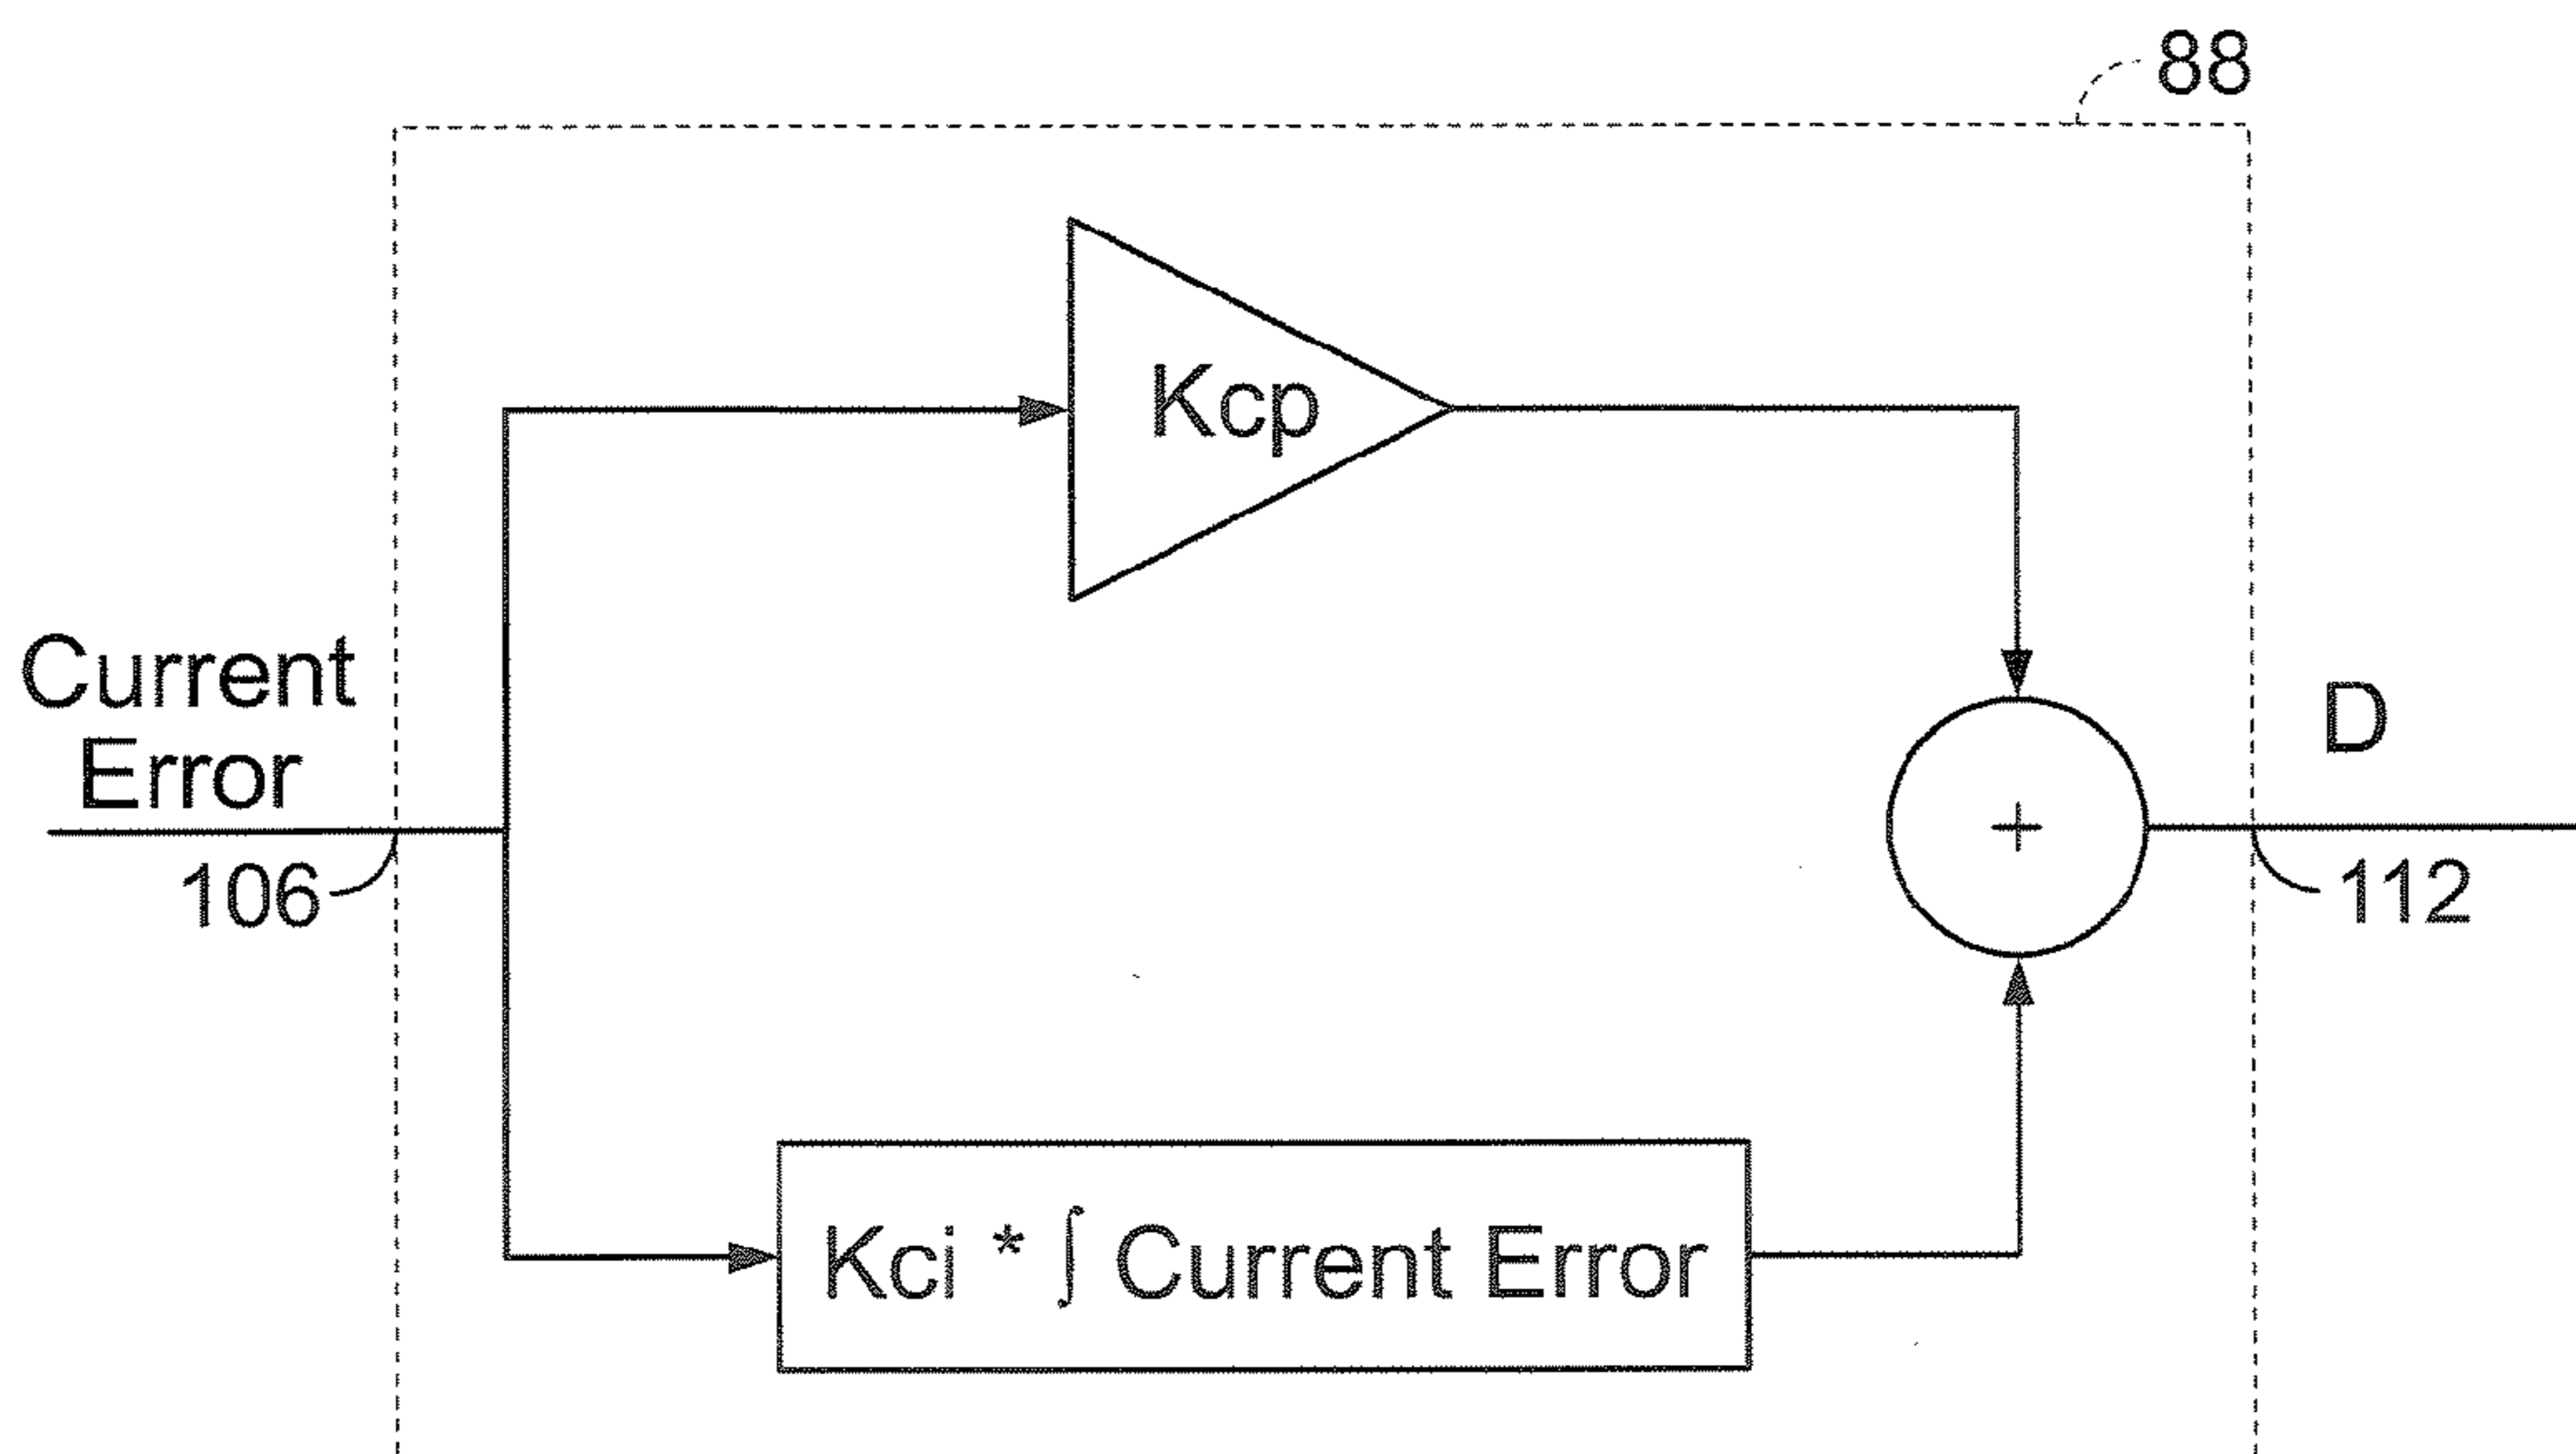 88
Kcp
Current
Error
D
106
112
+
Kci * ∫ Current Error